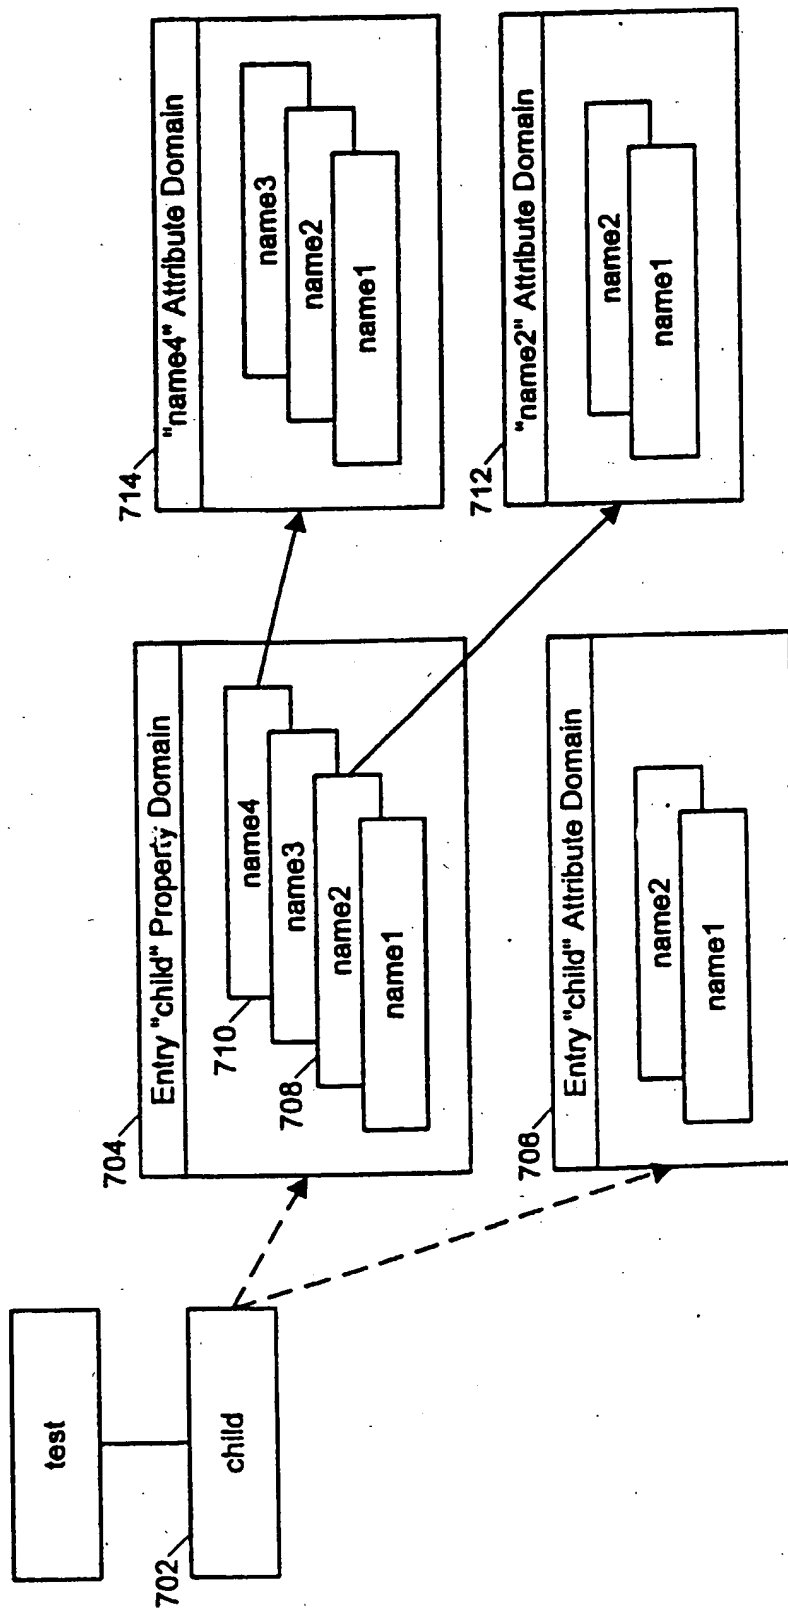 test
702
child
704
Entry "child" Property Domain
710
name4
name3
708
name2
name1
706
Entry "child" Attribute Domain
name2
name1
714
"name4" Attribute Domain
name3
name2
name1
712
"name2" Attribute Domain
name2
name1